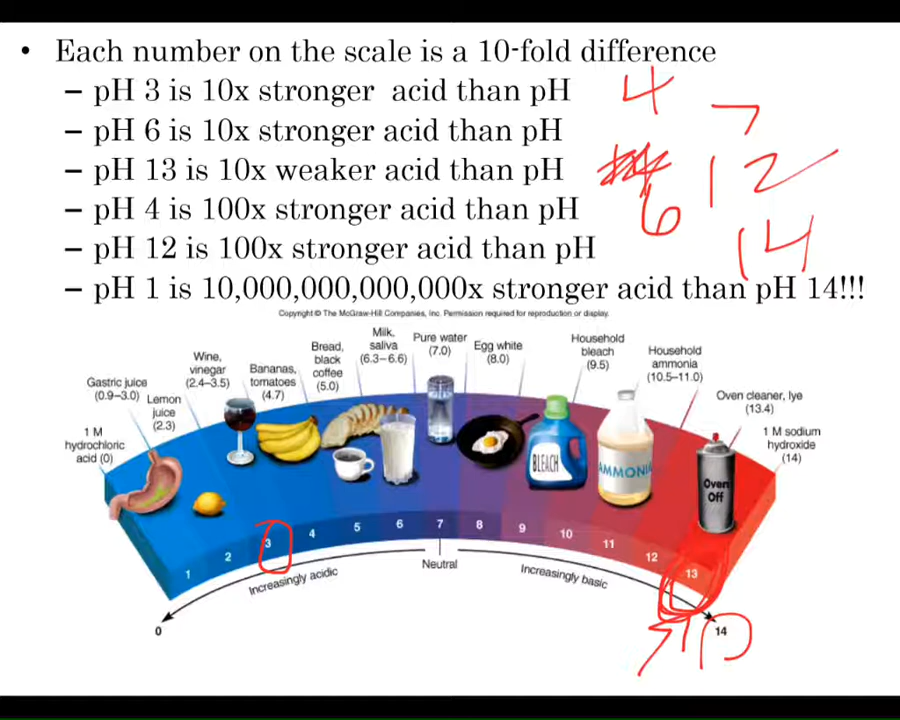 • Each number on the scale is a 10-fold difference
– pH 3 is 10x stronger acid than pH 4
– pH 6 is 10x stronger acid than pH 7
– pH 13 is 10x weaker acid than pH 12
– pH 4 is 100x stronger acid than pH 6
– pH 12 is 100x stronger acid than pH 14
– pH 1 is 10,000,000,000,000x stronger acid than pH 14!!!
Copyright © The McGraw-Hill Companies, Inc. Permission required for reproduction or display.
1 M
hydrochloric
acid (0)
Gastric juice
(0.9–3.0)
Lemon
juice
(2.3)
Wine,
vinegar
(2.4–3.5)
Bananas,
tomatoes
(4.7)
Bread,
black
coffee
(5.0)
Milk,
saliva
(6.3–6.6)
Pure water
(7.0)
Egg white
(8.0)
Household
bleach
(9.5)
Household
ammonia
(10.5–11.0)
Oven cleaner, lye
(13.4)
1 M sodium
hydroxide
(14)
BLEACH
AMMONIA
Oven
Off
1 2 3 4 5 6 7 8 9 10 11 12 13
Increasingly acidic
Neutral
Increasingly basic
0
14